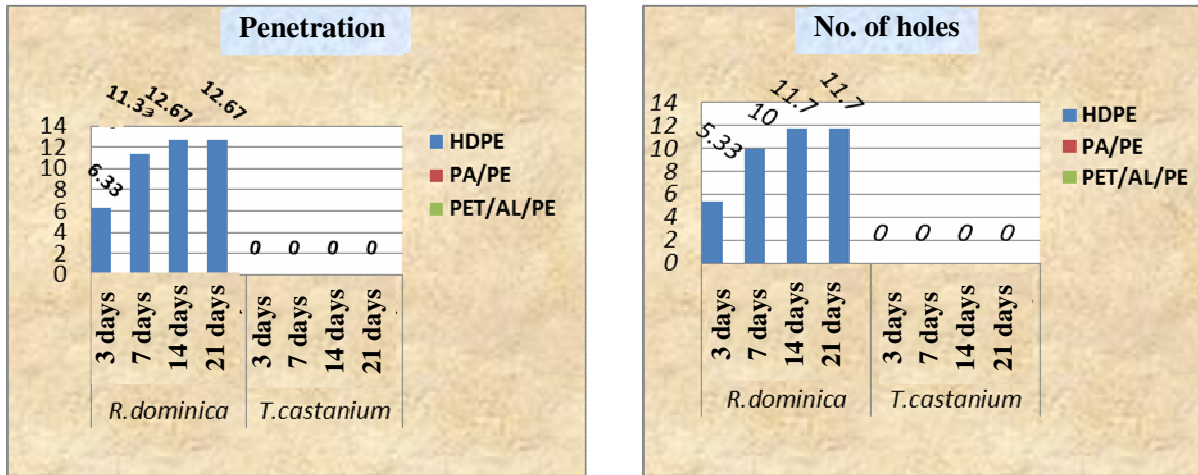 Penetration
6.33
11.33
12.67
12.67
14
12
10
8
6
4
2
0
0
0
0
0
3 days
7 days
14 days
21 days
3 days
7 days
14 days
21 days
R.dominica
T.castanium
HDPE
PA/PE
PET/AL/PE
No. of holes
5.33
10
11.7
11.7
14
12
10
8
6
4
2
0
0
0
0
0
3 days
7 days
14 days
21 days
3 days
7 days
14 days
21 days
R.dominica
T.castanium
HDPE
PA/PE
PET/AL/PE